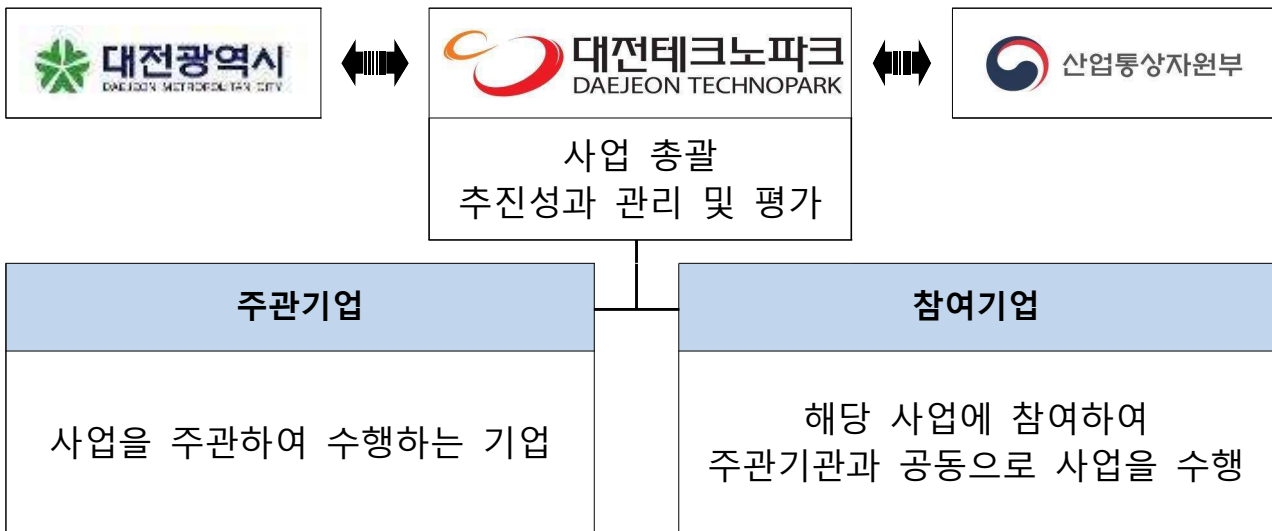 대전광역시
DAEJEON METROPOLITAN CITY
대전테크노파크
DAEJEON TECHNOPARK
산업통상자원부
사업 총괄
추진성과 관리 및 평가
주관기업
참여기업
사업을 주관하여 수행하는 기업
해당 사업에 참여하여
주관기관과 공동으로 사업을 수행